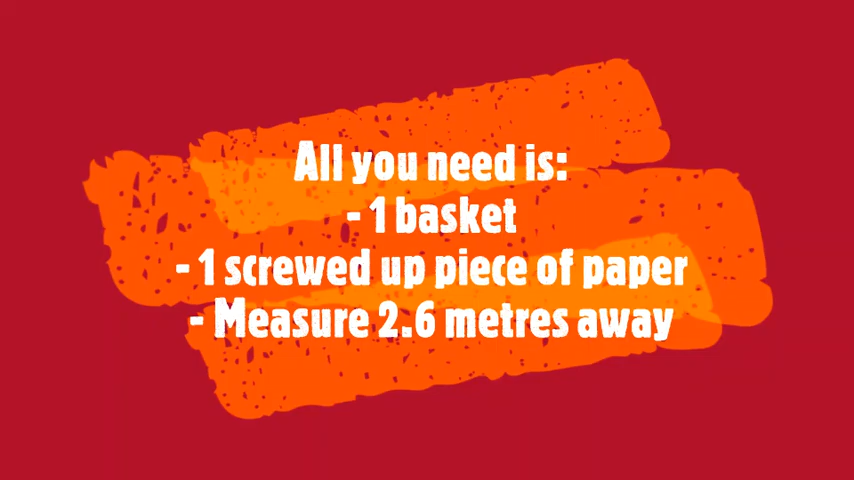 All you need is:
- 1 basket
- 1 screwed up piece of paper
- Measure 2.6 metres away